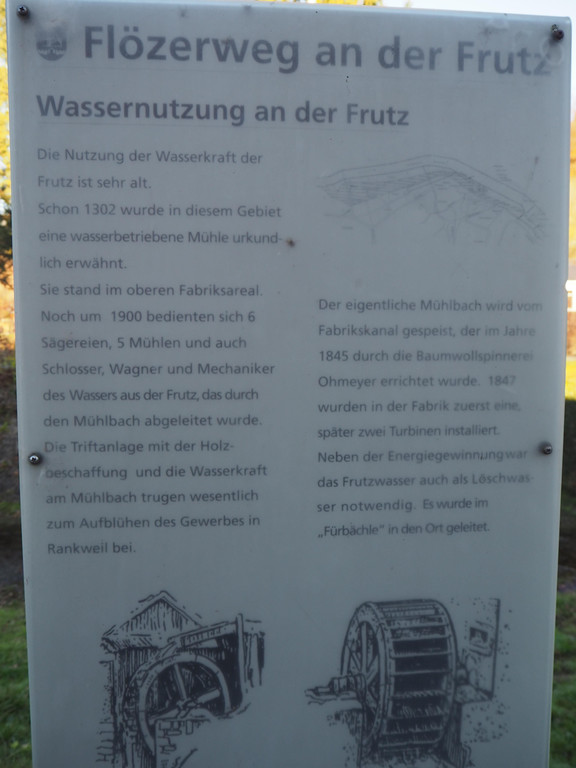 Flözerweg an der Frutz
Wassernutzung an der Frutz
Die Nutzung der Wasserkraft der
Frutz ist sehr alt.
Schon 1302 wurde in diesem Gebiet
eine wasserbetriebene Mühle urkund-
lich erwähnt.
Sie stand im oberen Fabriksareal.
Noch um 1900 bedienten sich 6
Sägereien, 5 Mühlen und auch
Schlosser, Wagner und Mechaniker
des Wassers aus der Frutz, das durch
den Mühlbach abgeleitet wurde.
Die Triftanlage mit der Holz-
beschaffung und die Wasserkraft
am Mühlbach trugen wesentlich
zum Aufblühen des Gewerbes in
Rankweil bei.
Der eigentliche Mühlbach wird vom
Fabrikskanal gespeist, der im Jahre
1845 durch die Baumwollspinnerei
Ohmeyer errichtet wurde. 1847
wurden in der Fabrik zuerst eine,
später zwei Turbinen installiert.
Neben der Energiegewinnung war
das Frutzwasser auch als Löschwas-
ser notwendig. Es wurde im
„Fürbächle" in den Ort geleitet.